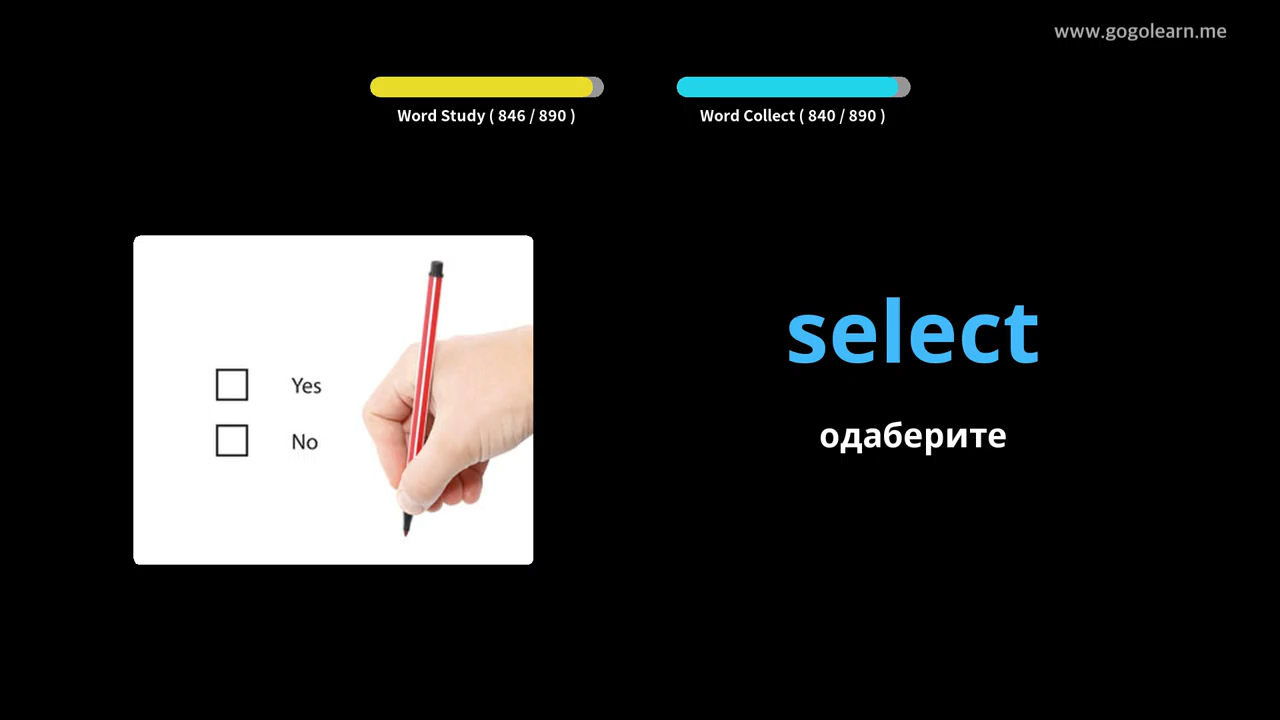 www.gogolearn.me
Word Study ( 846 / 890 )
Word Collect ( 840 / 890 )
Yes
No
select
одаберите